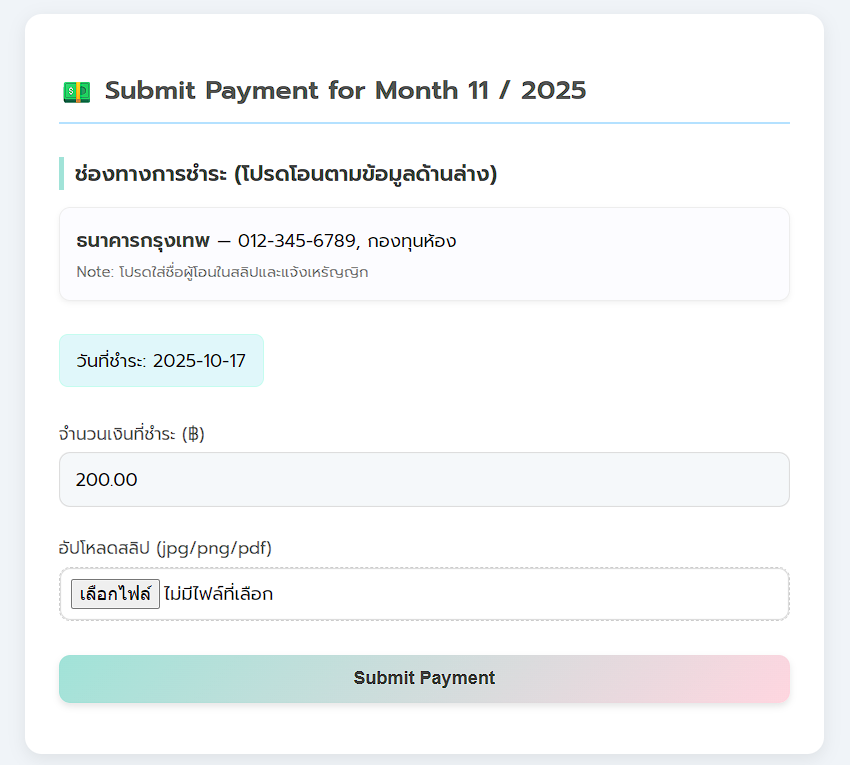 Submit Payment for Month 11 / 2025
ช่องทางการชำระ (โปรดโอนตามข้อมูลด้านล่าง)
ธนาคารกรุงเทพ — 012-345-6789, กองทุนห้อง
Note: โปรดใส่ชื่อผู้โอนในสลิปและแจ้งเหรัญญิก
วันที่ชำระ: 2025-10-17
จำนวนเงินที่ชำระ (฿)
200.00
อัปโหลดสลิป (jpg/png/pdf)
เลือกไฟล์ ไม่มีไฟล์ที่เลือก
Submit Payment